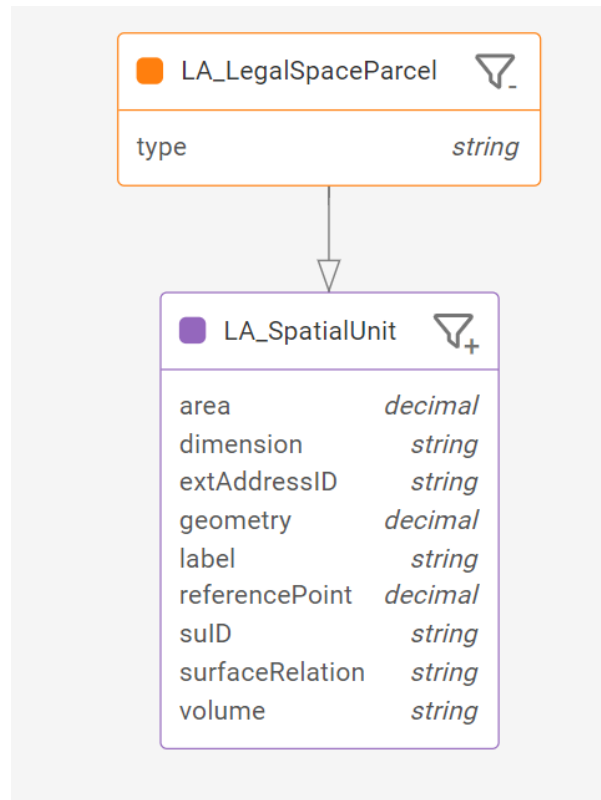 LA_LegalSpaceParcel
type string
LA_SpatialUnit
area decimal
dimension string
extAddressID string
geometry decimal
label string
referencePoint decimal
suID string
surfaceRelation string
volume string